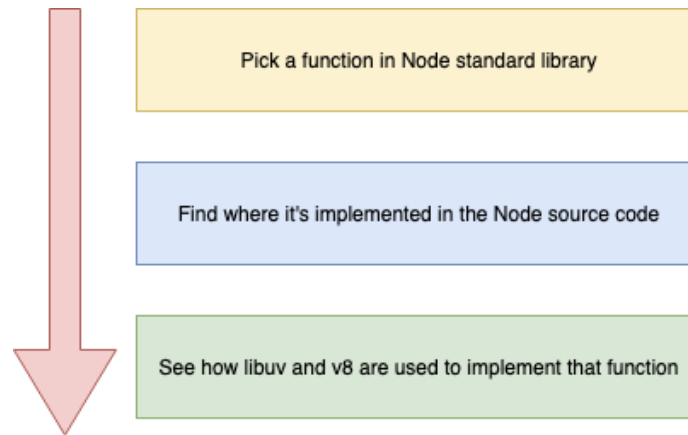 Pick a function in Node standard library
Find where it's implemented in the Node source code
See how libuv and v8 are used to implement that function